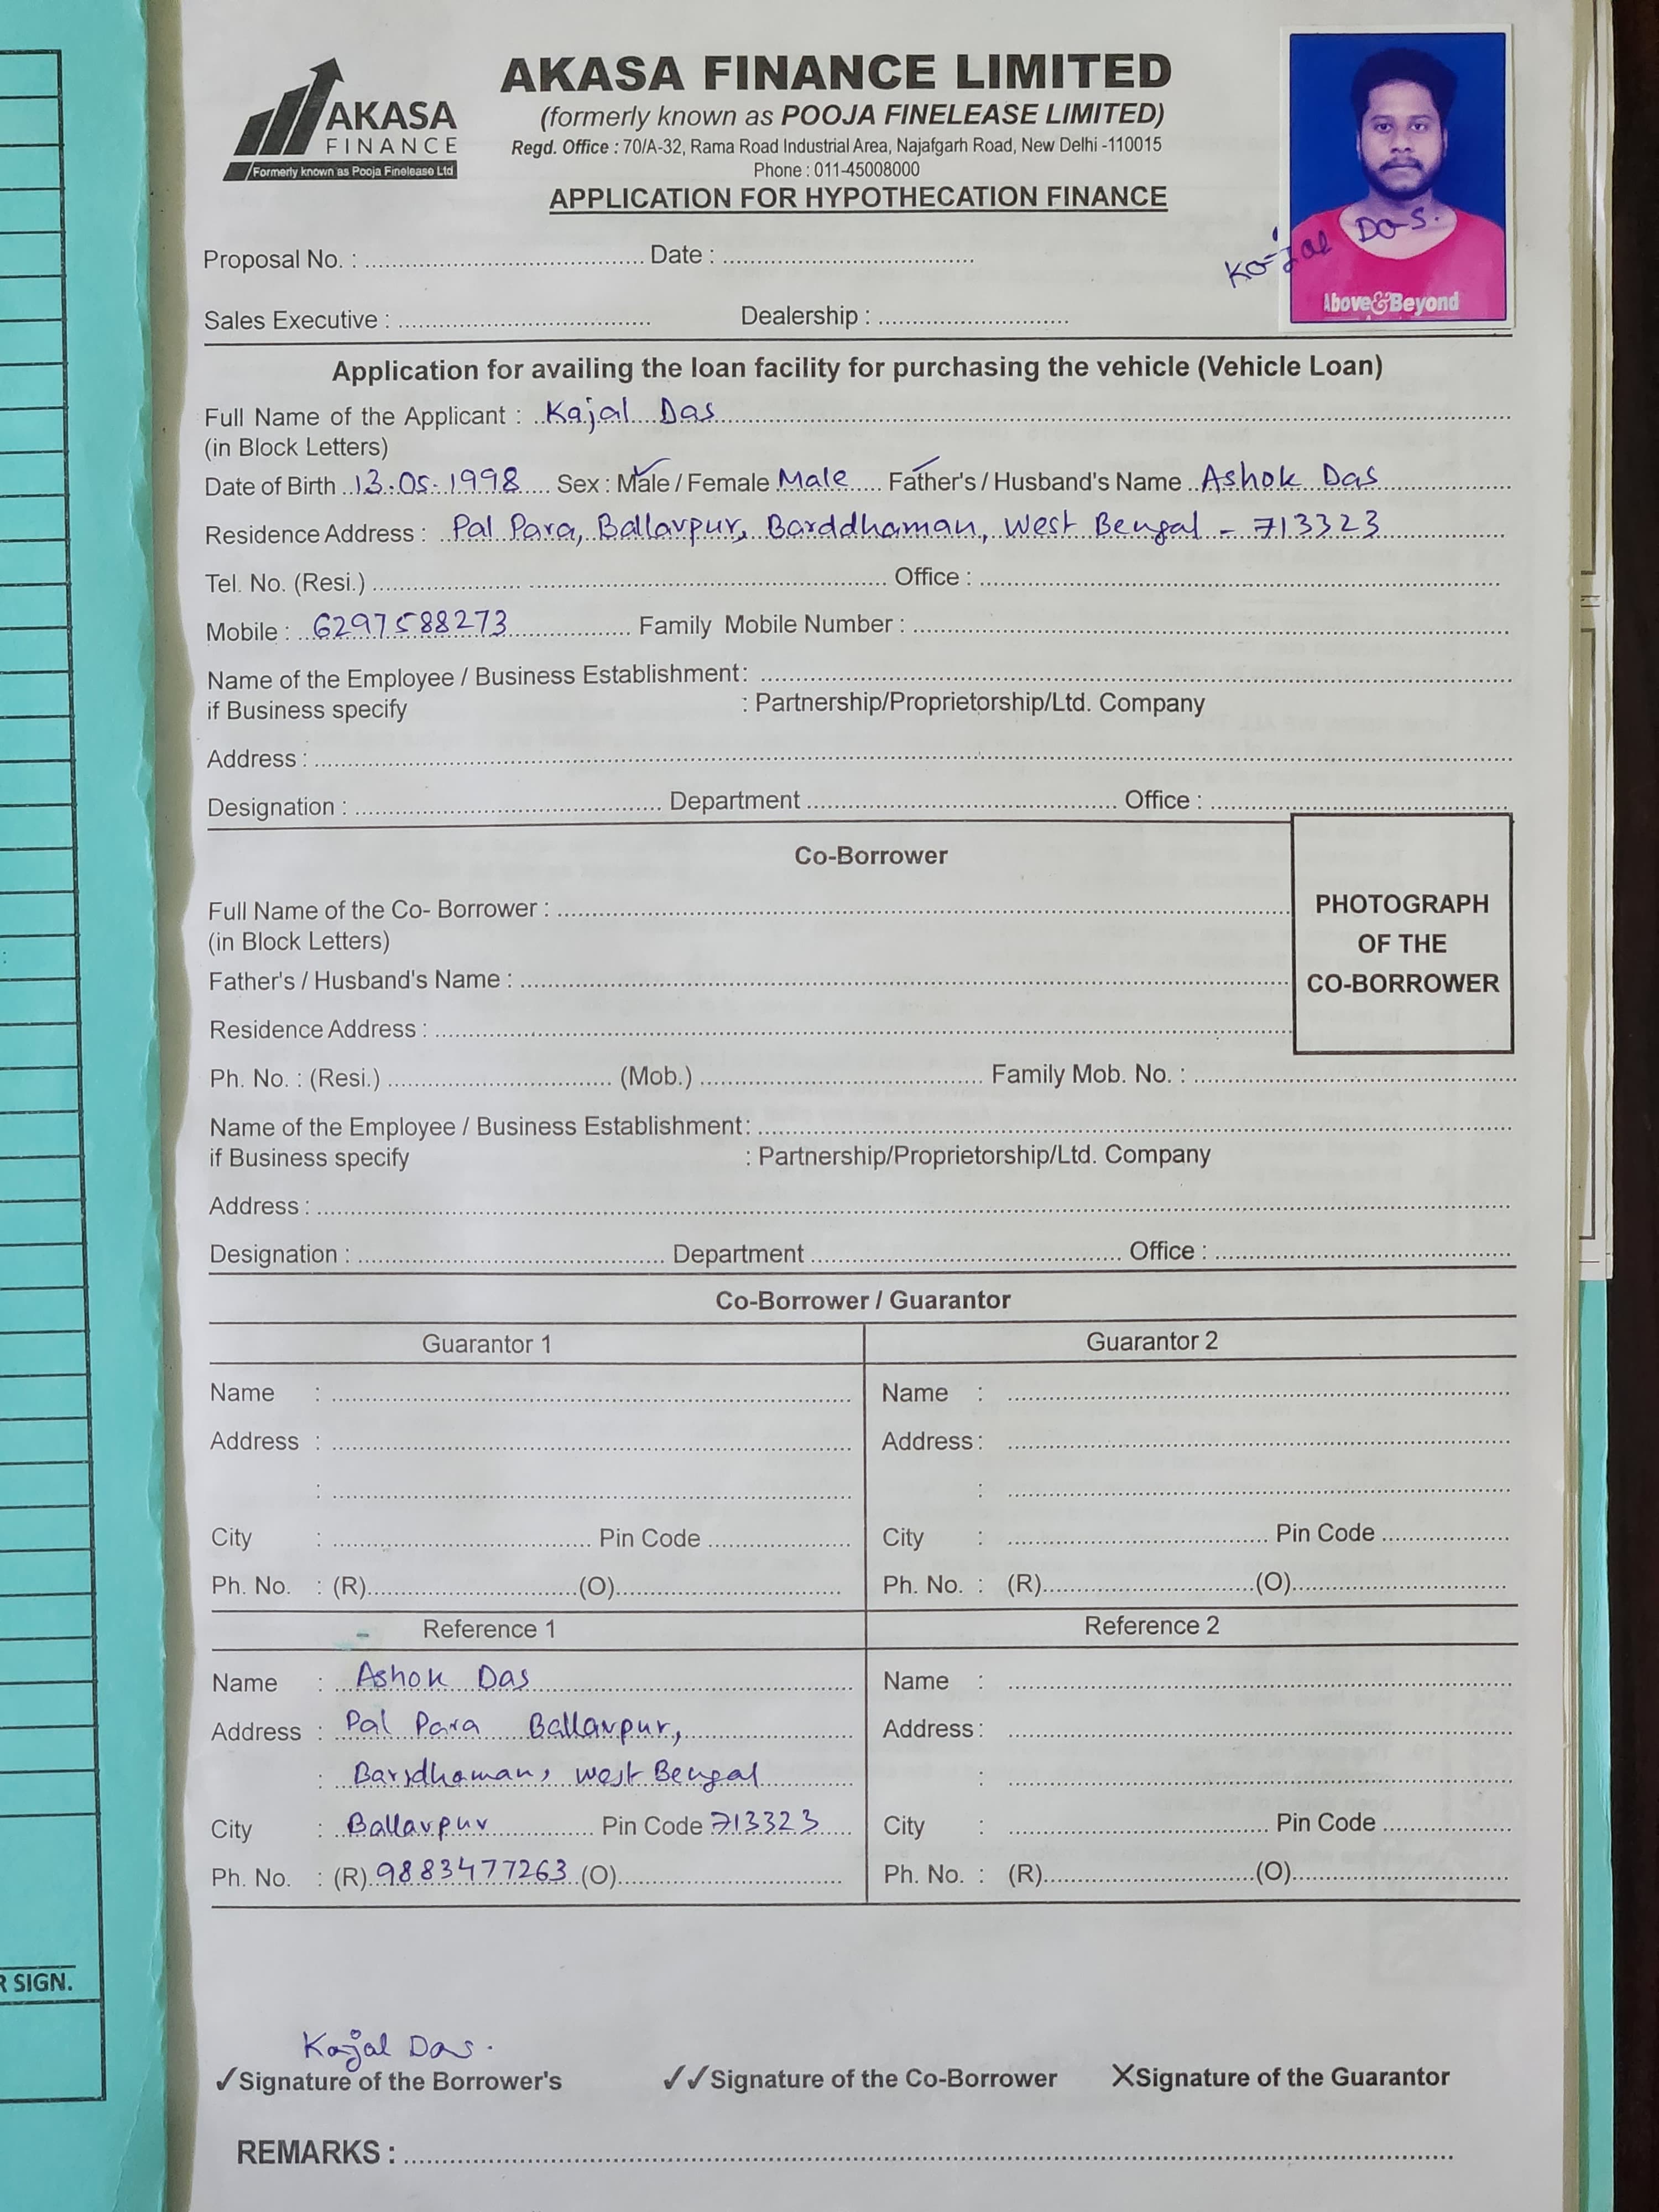 AKASA
FINANCE
Formerly known as Pooja Finelease Ltd
AKASA FINANCE LIMITED
(formerly known as POOJA FINELEASE LIMITED)
Regd. Office : 70/A-32, Rama Road Industrial Area, Najafgarh Road, New Delhi -110015
Phone : 011-45008000
APPLICATION FOR HYPOTHECATION FINANCE
Kajal Das.
Above&Beyond
Proposal No. : Date :
Sales Executive : Dealership :
Application for availing the loan facility for purchasing the vehicle (Vehicle Loan)
Full Name of the Applicant : Kajal Das
(in Block Letters)
Date of Birth 13.05.1998 Sex : Male / Female Male Father's / Husband's Name Ashok Das
Residence Address : Pal Para, Ballavpur, Barddhaman, West Bengal - 713323
Tel. No. (Resi.) Office :
Mobile : 6297588273 Family Mobile Number :
Name of the Employee / Business Establishment:
if Business specify : Partnership/Proprietorship/Ltd. Company
Address :
Designation : Department Office :
Co-Borrower
PHOTOGRAPH
OF THE
CO-BORROWER
Full Name of the Co- Borrower :
(in Block Letters)
Father's / Husband's Name :
Residence Address :
Ph. No. : (Resi.) (Mob.) Family Mob. No. :
Name of the Employee / Business Establishment:
if Business specify : Partnership/Proprietorship/Ltd. Company
Address :
Designation : Department Office :
Co-Borrower / Guarantor
Guarantor 1 Guarantor 2
Name : Name :
Address : Address :
: :
City : Pin Code City : Pin Code
Ph. No. : (R) (O) Ph. No. : (R) (O)
Reference 1 Reference 2
Name : Ashok Das Name :
Address : Pal Para Ballavpur, Address :
: Barddhaman, West Bengal :
City : Ballavpur Pin Code 713323 City : Pin Code
Ph. No. : (R) 9883477263 (O) Ph. No. : (R) (O)
R SIGN.
Kajal Das.
✓Signature of the Borrower's ✓✓Signature of the Co-Borrower XSignature of the Guarantor
REMARKS :